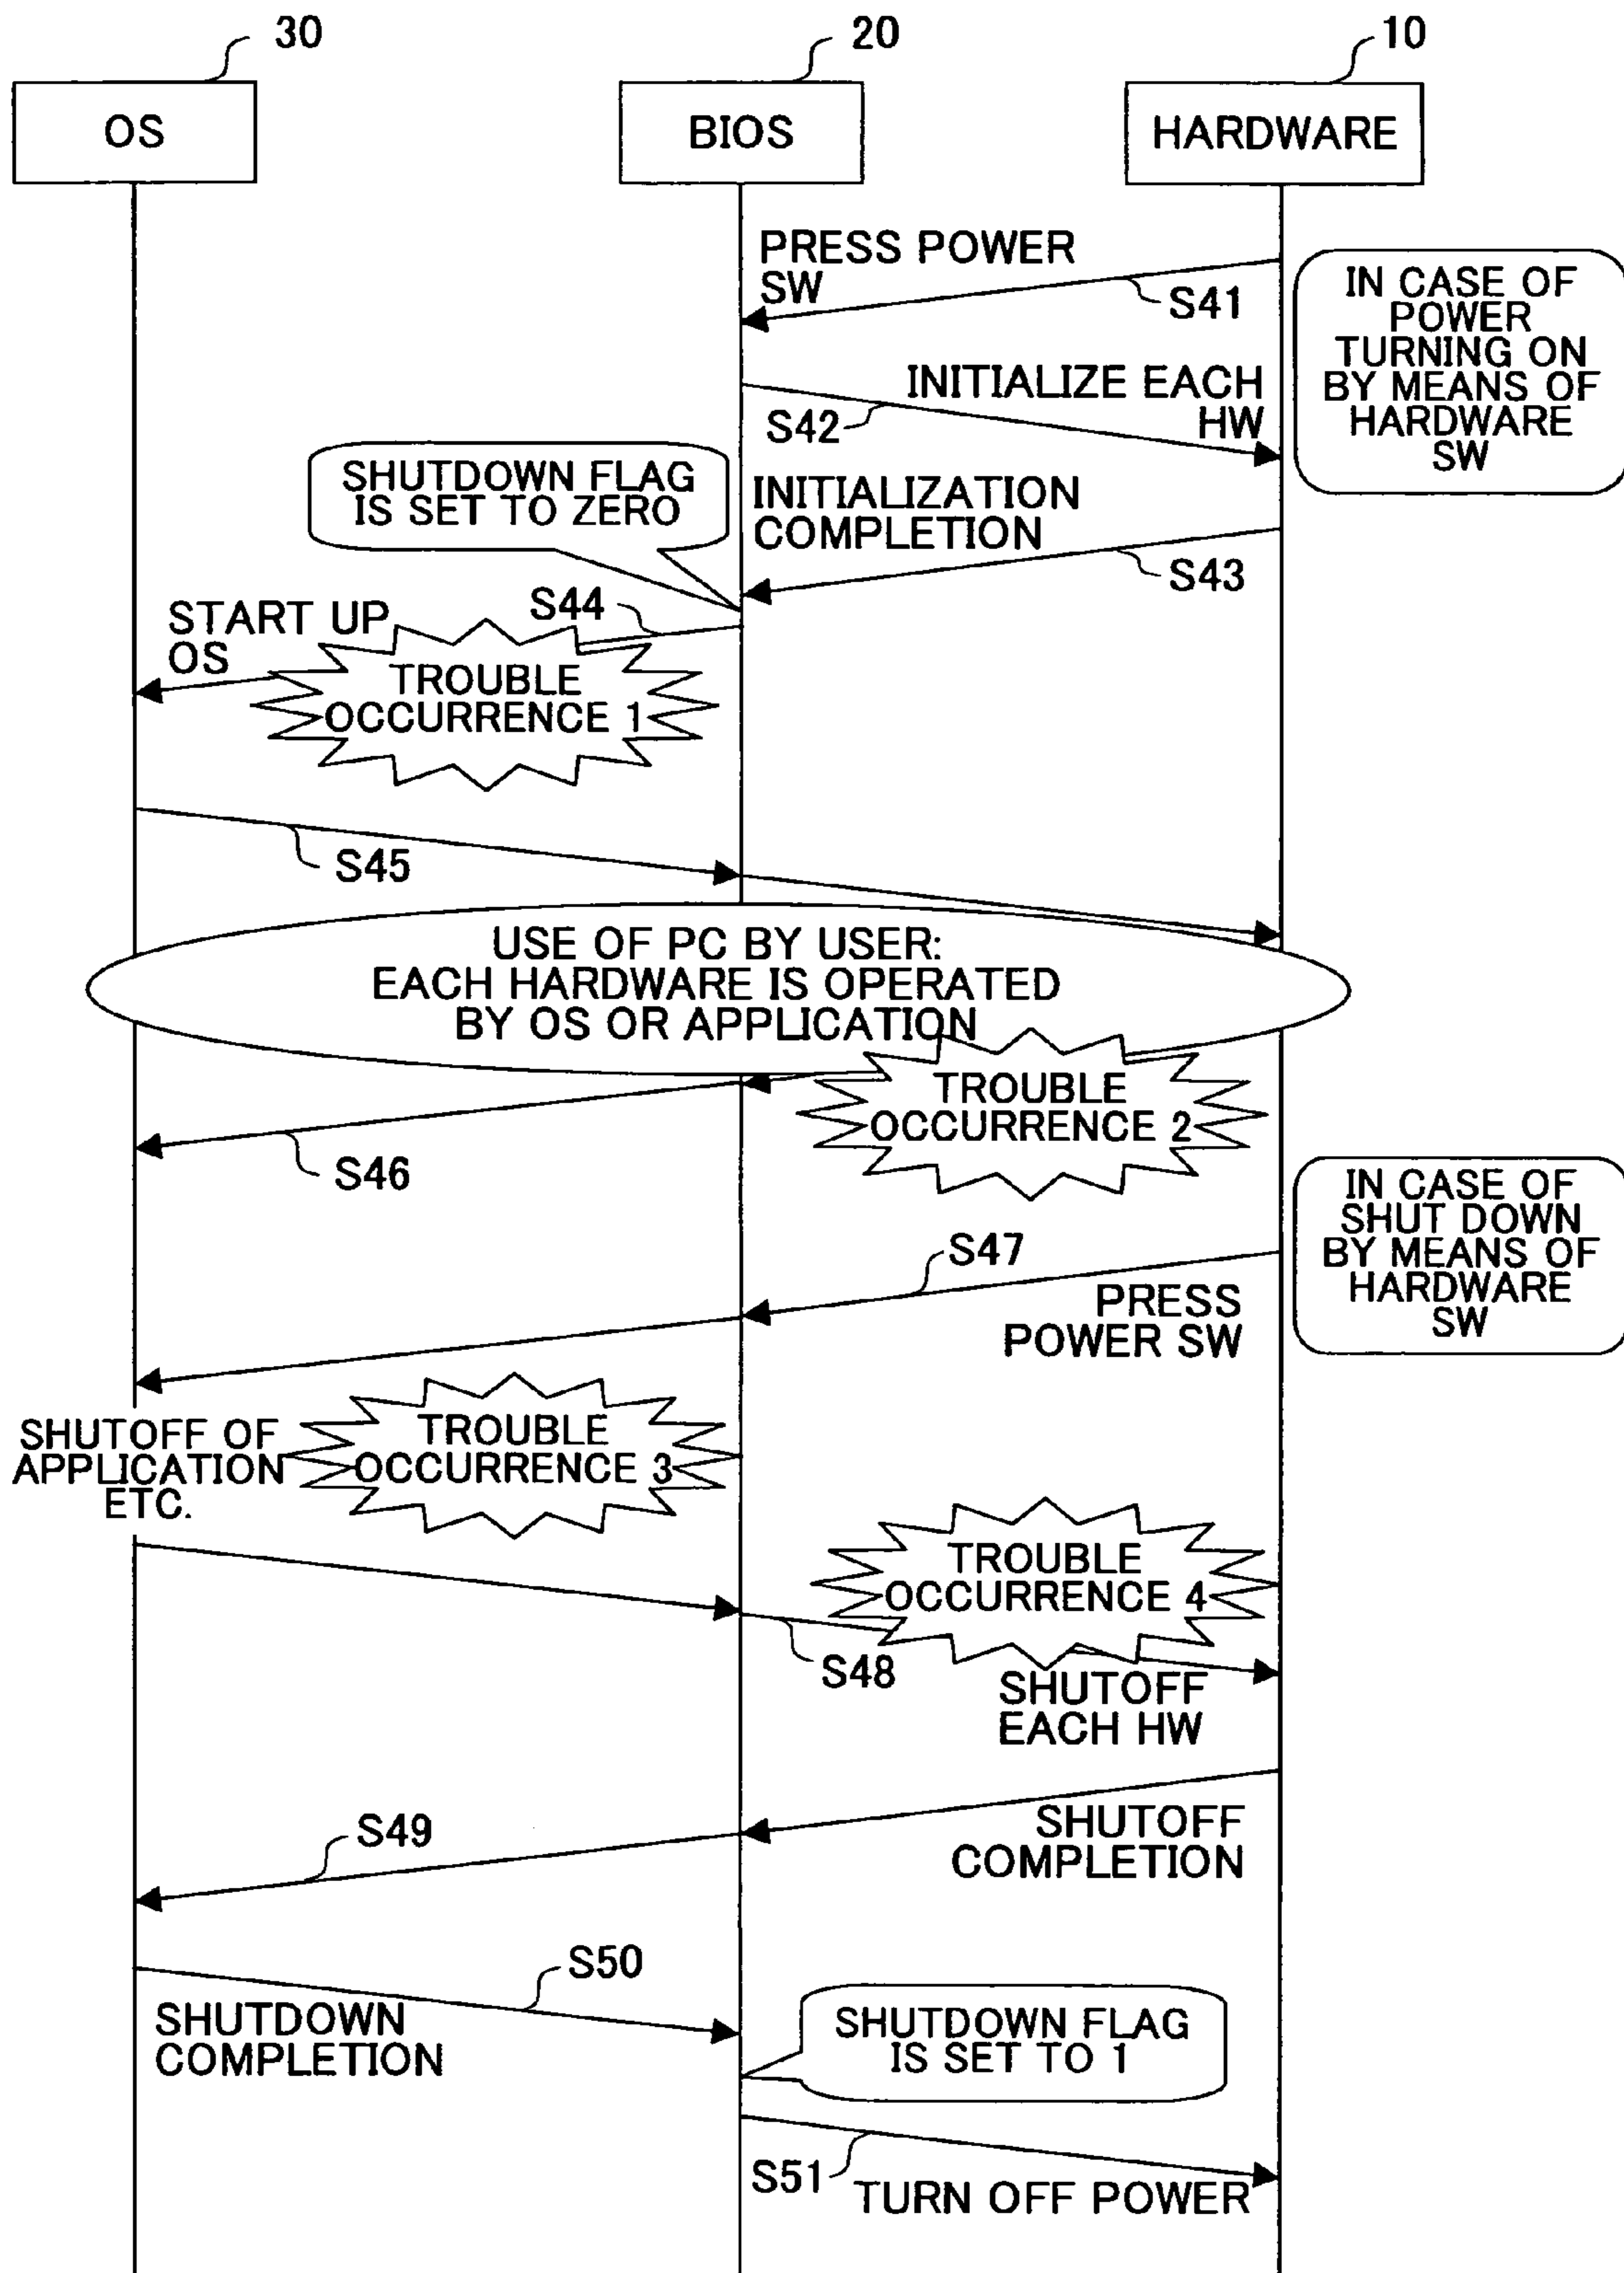 30
20
10
OS
BIOS
HARDWARE
PRESS POWER
SW
S41
IN CASE OF
POWER
TURNING ON
BY MEANS OF
HARDWARE
SW
INITIALIZE EACH
HW
S42
SHUTDOWN FLAG
IS SET TO ZERO
INITIALIZATION
COMPLETION
S43
S44
START UP
OS
TROUBLE
OCCURRENCE 1
S45
USE OF PC BY USER:
EACH HARDWARE IS OPERATED
BY OS OR APPLICATION
TROUBLE
OCCURRENCE 2
S46
IN CASE OF
SHUT DOWN
BY MEANS OF
HARDWARE
SW
S47
PRESS
POWER SW
SHUTOFF OF
APPLICATION
ETC.
TROUBLE
OCCURRENCE 3
TROUBLE
OCCURRENCE 4
S48
SHUTOFF
EACH HW
S49
SHUTOFF
COMPLETION
S50
SHUTDOWN
COMPLETION
SHUTDOWN FLAG
IS SET TO 1
S51
TURN OFF POWER